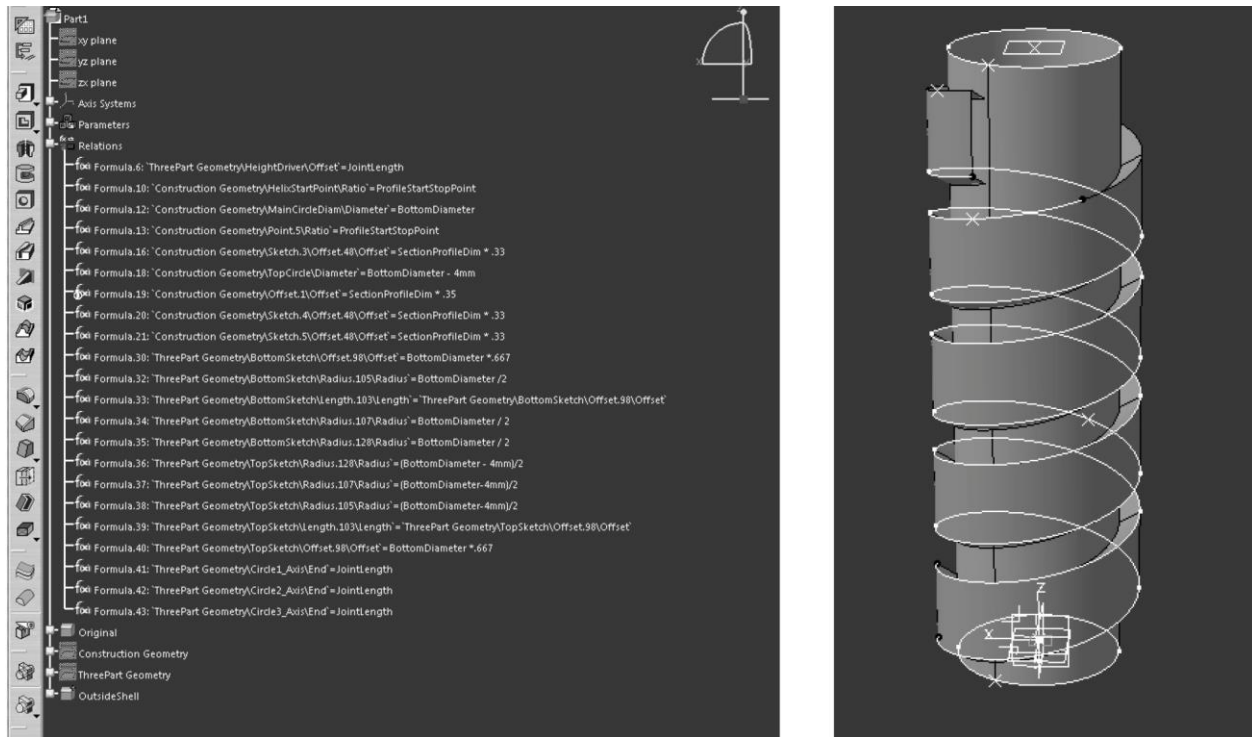 Part1
xy plane
yz plane
zx plane
Axis Systems
Parameters
Relations
Formula.6: `ThreePart Geometry\HeightDriver\Offset`=JointLength
Formula.10: `Construction Geometry\HelixStartPoint\Ratio`=ProfileStartStopPoint
Formula.12: `Construction Geometry\MainCircleDiam\Diameter`=BottomDiameter
Formula.13: `Construction Geometry\Point.5\Ratio`=ProfileStartStopPoint
Formula.16: `Construction Geometry\Sketch.3\Offset.48\Offset`=SectionProfileDim * .33
Formula.18: `Construction Geometry\TopCircle\Diameter`=BottomDiameter - 4mm
Formula.19: `Construction Geometry\Offset.1\Offset`=SectionProfileDim * .35
Formula.20: `Construction Geometry\Sketch.4\Offset.48\Offset`=SectionProfileDim * .33
Formula.21: `Construction Geometry\Sketch.5\Offset.48\Offset`=SectionProfileDim * .33
Formula.30: `ThreePart Geometry\BottomSketch\Offset.98\Offset`=BottomDiameter *.667
Formula.32: `ThreePart Geometry\BottomSketch\Radius.105\Radius`=BottomDiameter /2
Formula.33: `ThreePart Geometry\BottomSketch\Length.103\Length`=`ThreePart Geometry\BottomSketch\Offset.98\Offset`
Formula.34: `ThreePart Geometry\BottomSketch\Radius.107\Radius`=BottomDiameter / 2
Formula.35: `ThreePart Geometry\BottomSketch\Radius.128\Radius`=BottomDiameter / 2
Formula.36: `ThreePart Geometry\TopSketch\Radius.128\Radius`=(BottomDiameter - 4mm)/2
Formula.37: `ThreePart Geometry\TopSketch\Radius.107\Radius`=(BottomDiameter-4mm)/2
Formula.38: `ThreePart Geometry\TopSketch\Radius.105\Radius`=(BottomDiameter-4mm)/2
Formula.39: `ThreePart Geometry\TopSketch\Length.103\Length`=`ThreePart Geometry\TopSketch\Offset.98\Offset`
Formula.40: `ThreePart Geometry\TopSketch\Offset.98\Offset`=BottomDiameter *.667
Formula.41: `ThreePart Geometry\Circle1_Axis\End`=JointLength
Formula.42: `ThreePart Geometry\Circle2_Axis\End`=JointLength
Formula.43: `ThreePart Geometry\Circle3_Axis\End`=JointLength
Original
Construction Geometry
ThreePart Geometry
OutsideShell
Z
X